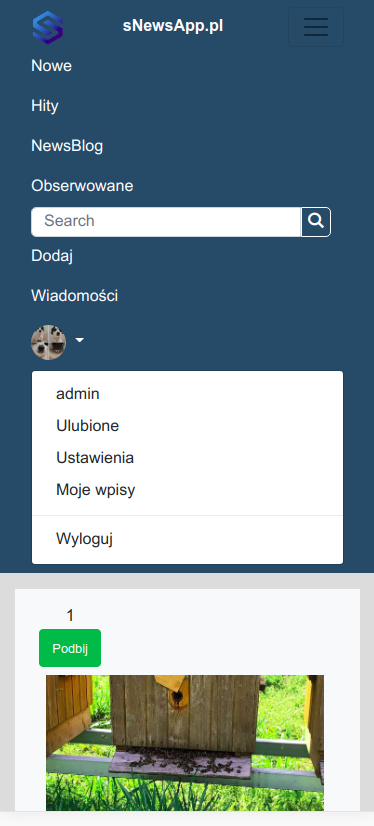 sNewsApp.pl
Nowe
Hity
NewsBlog
Obserwowane
Search
Dodaj
Wiadomości
admin
Ulubione
Ustawienia
Moje wpisy
Wyloguj
1
Podbij